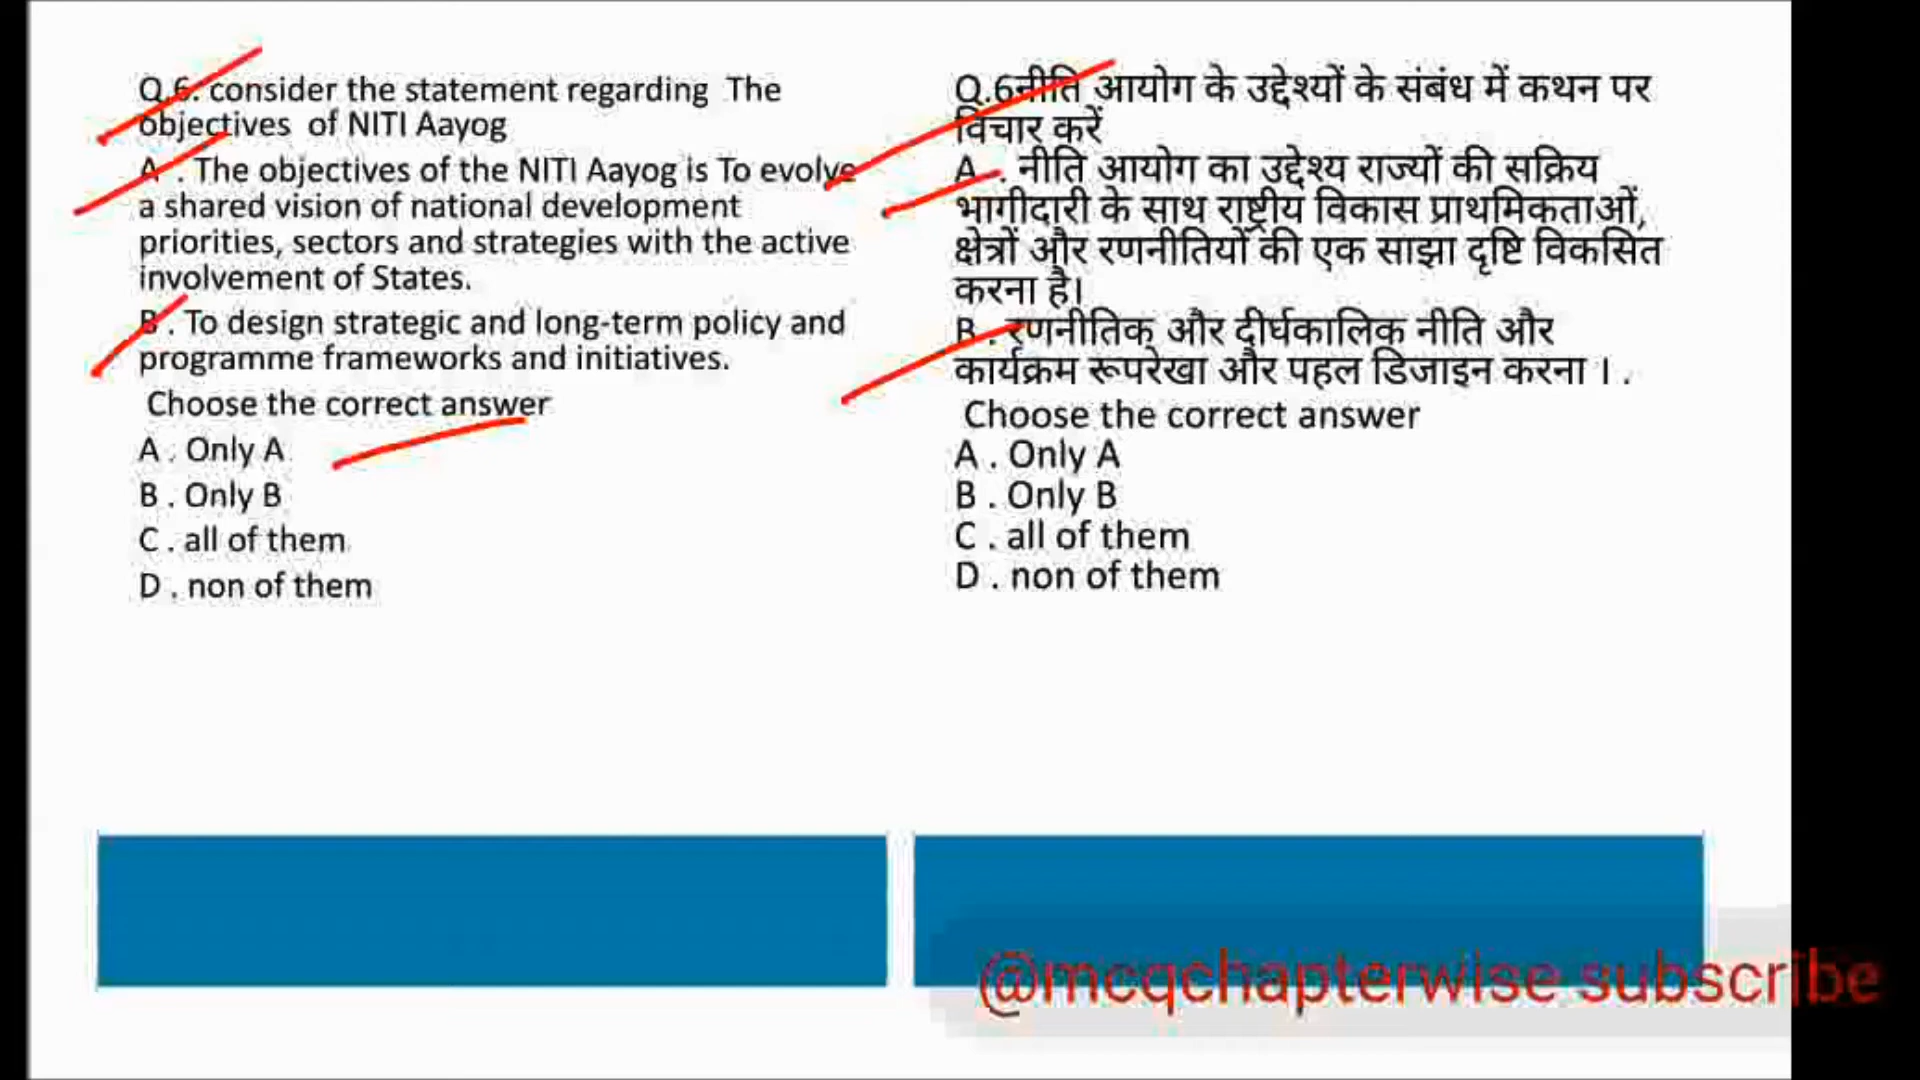 Q.6. consider the statement regarding The
objectives of NITI Aayog
A . The objectives of the NITI Aayog is To evolve
a shared vision of national development
priorities, sectors and strategies with the active
involvement of States.
B . To design strategic and long-term policy and
programme frameworks and initiatives.
Choose the correct answer
A . Only A
B . Only B
C . all of them
D . non of them
Q.6नीति आयोग के उद्देश्यों के संबंध में कथन पर
विचार करें
A . नीति आयोग का उद्देश्य राज्यों की सक्रिय
भागीदारी के साथ राष्ट्रीय विकास प्राथमिकताओं,
क्षेत्रों और रणनीतियों की एक साझा दृष्टि विकसित
करना है।
B . रणनीतिक और दीर्घकालिक नीति और
कार्यक्रम रूपरेखा और पहल डिजाइन करना । .
Choose the correct answer
A . Only A
B . Only B
C . all of them
D . non of them
@mcqchapterwise subscribe